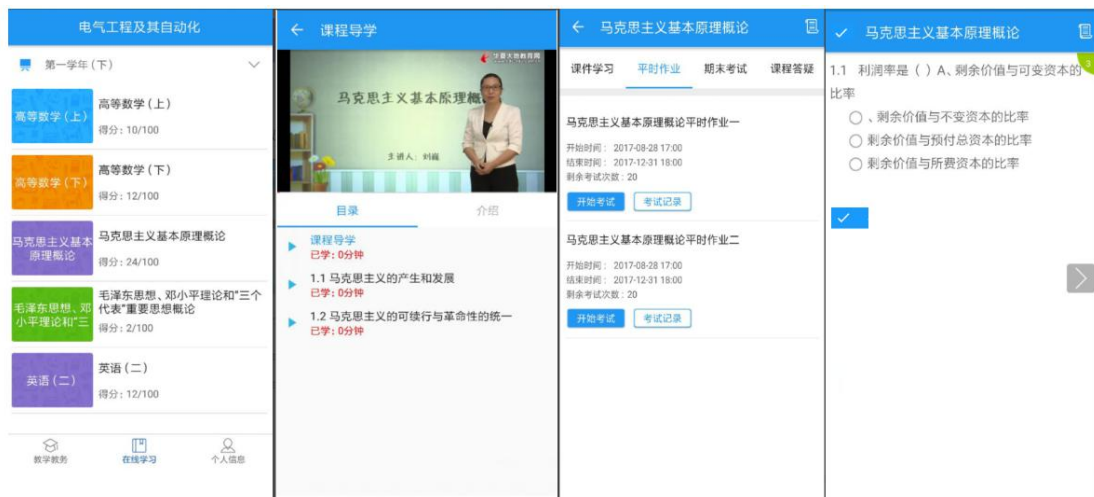 电气工程及其自动化
第一学年(下)
高等数学(上)
高等数学(上)
得分: 10/100
高等数学(下)
高等数学(下)
得分: 12/100
马克思主义基本
原理概论
马克思主义基本原理概论
得分: 24/100
毛泽东思想、邓
小平理论和“三
毛泽东思想、邓小平理论和“三个
代表”重要思想概论
得分: 2/100
英语(二)
英语(二)
得分: 12/100
教学教务
在线学习
个人信息
课程导学
华夏大地教育网
马克思主义基本原理概
主讲人: 刘巍
目录
介绍
课程导学
已学: 0分钟
1.1 马克思主义的产生和发展
已学: 0分钟
1.2 马克思主义的可续行与革命性的统一
已学: 0分钟
马克思主义基本原理概论
课件学习
平时作业
期末考试
课程答疑
马克思主义基本原理概论平时作业一
开始时间: 2017-08-28 17:00
结束时间: 2017-12-31 18:00
剩余考试次数: 20
开始考试
考试记录
马克思主义基本原理概论平时作业二
开始时间: 2017-08-28 17:00
结束时间: 2017-12-31 18:00
剩余考试次数: 20
开始考试
考试记录
马克思主义基本原理概论
3
1.1 利润率是( )A、剩余价值与可变资本的
比率
、剩余价值与不变资本的比率
剩余价值与预付总资本的比率
剩余价值与所费资本的比率